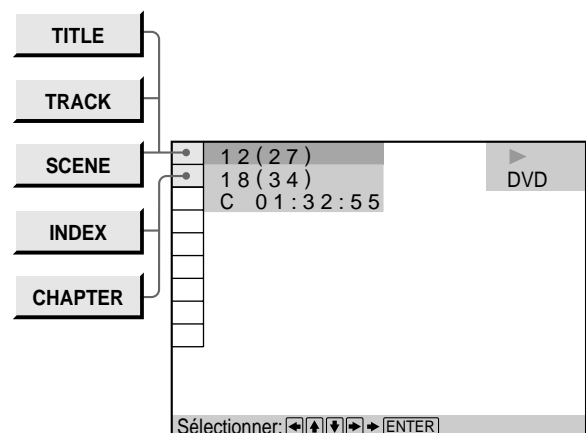 TITLE
TRACK
SCENE
INDEX
CHAPTER
12(27)
18(34)
C 01:32:55
DVD
Sélectionner: ENTER